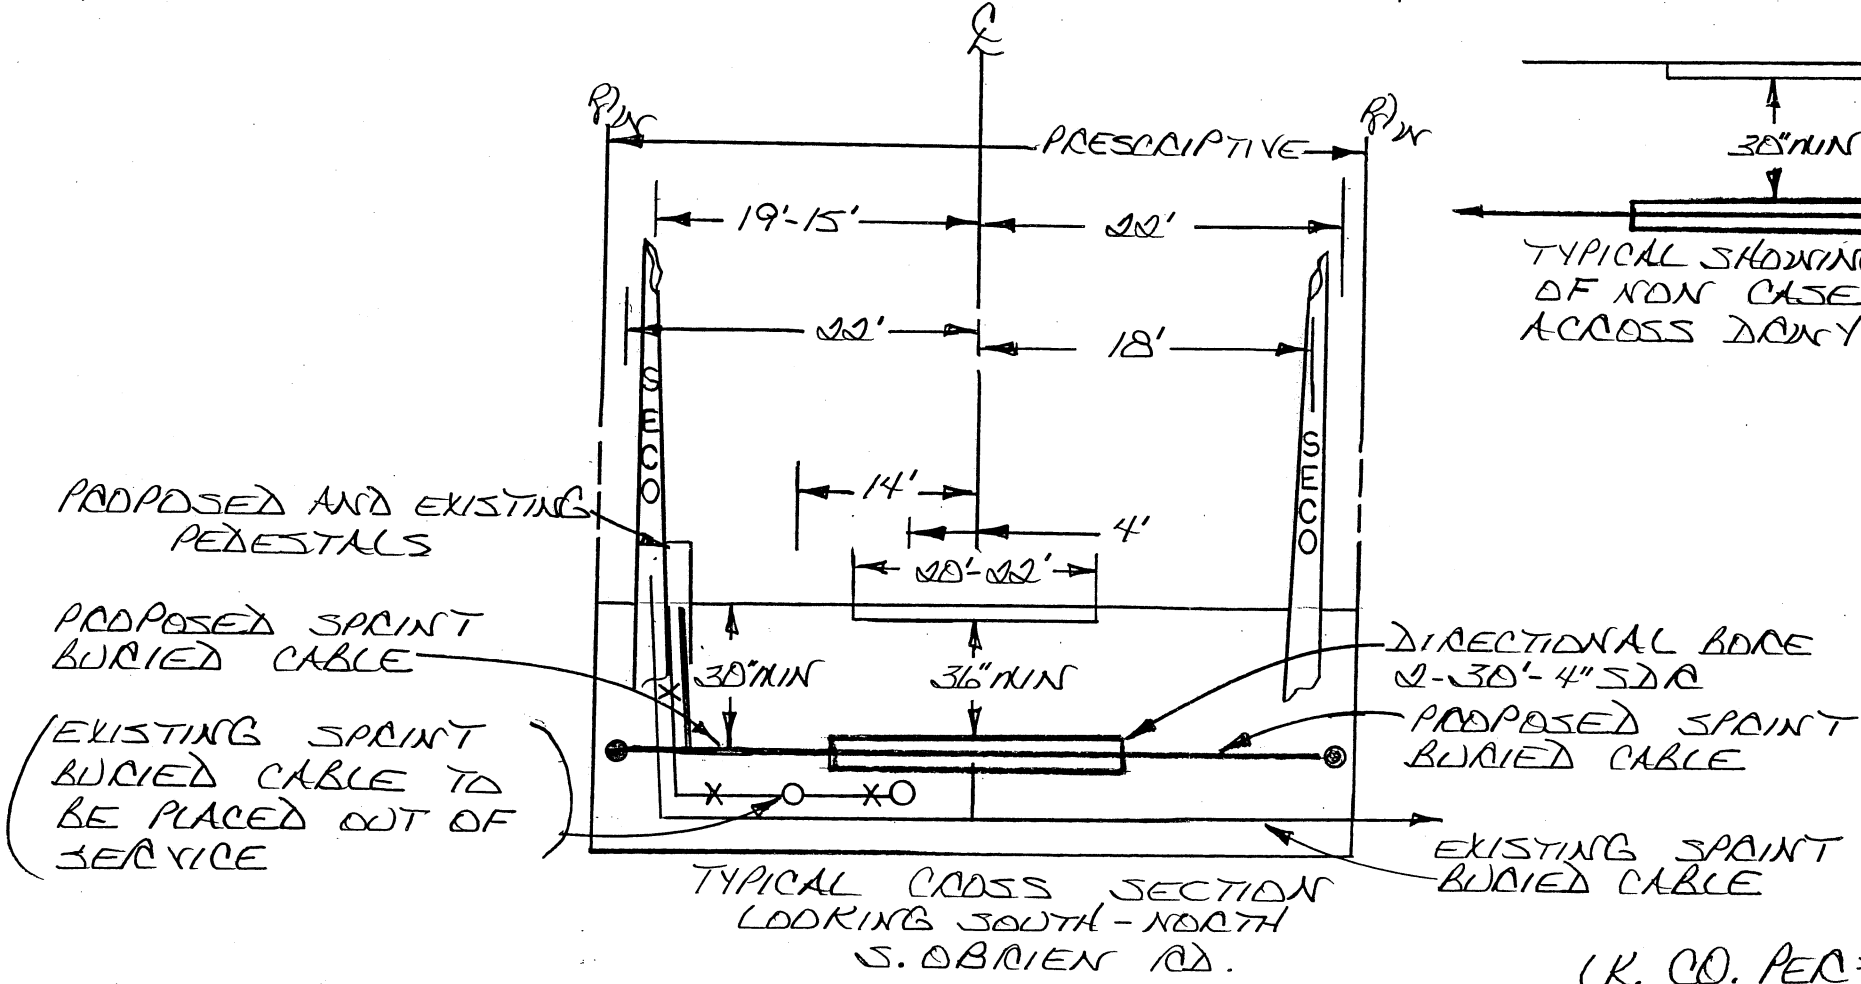 ℄
R/W
R/W
PRESCRIPTIVE
19'-15'
22'
22'
18'
SECO
SECO
14'
4'
20'-22'
30" MIN
36" MIN
PROPOSED AND EXISTING
PEDESTALS
PROPOSED SPRINT
BURIED CABLE
(EXISTING SPRINT
BURIED CABLE TO
BE PLACED OUT OF
SERVICE)
X
X
X
DIRECTIONAL BORE
2-30'-4" SDR
PROPOSED SPRINT
BURIED CABLE
EXISTING SPRINT
BURIED CABLE
TYPICAL CROSS SECTION
LOOKING SOUTH-NORTH
S. OBRIEN RD.
30" MIN
TYPICAL SHOWIN
OF NON CASE
ACROSS
(K. CO. PER